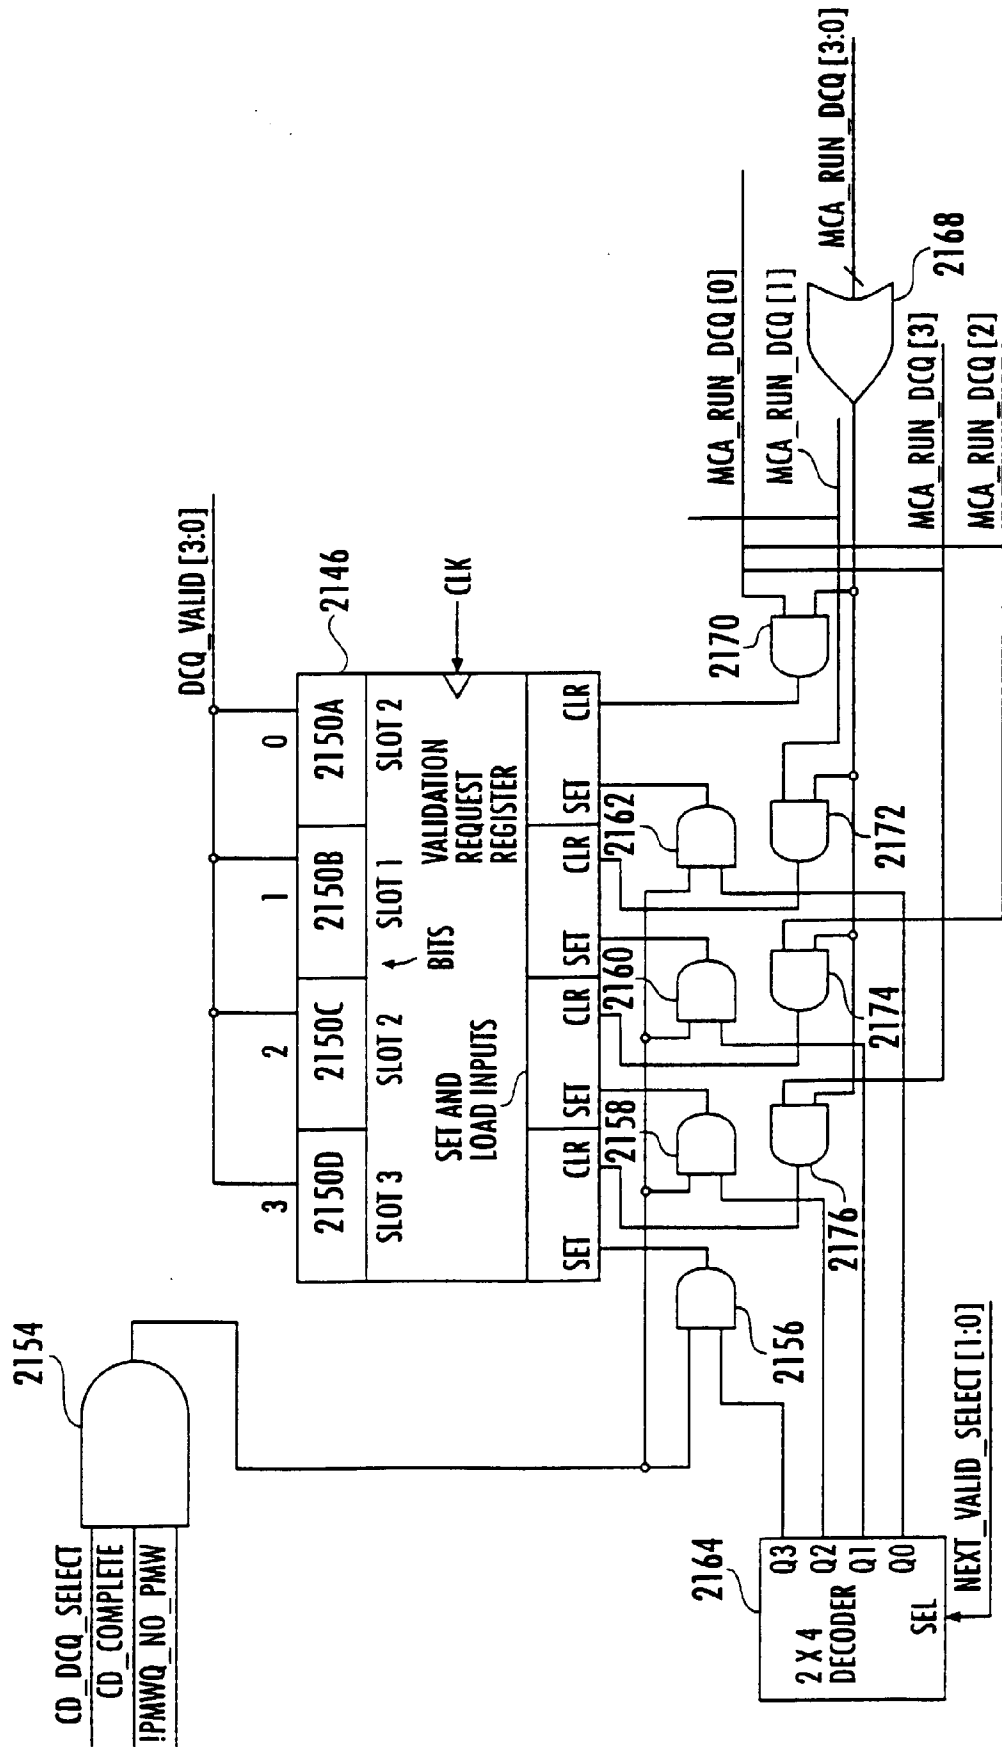 2154
CD_DCQ_SELECT
CD_COMPLETE
!PMWQ_NO_PMW
DCQ_VALID [3:0]
3
2
1
0
2150D
2150C
2150B
2150A
2146
SLOT 3
SLOT 2
SLOT 1
SLOT 2
BITS
VALIDATION
REQUEST
REGISTER
CLK
SET AND
LOAD INPUTS
SET
CLR
SET
CLR
SET
CLR
SET
CLR
2156
2158
2160
2162
2170
2172
2174
2176
2164
Q3
Q2
Q1
Q0
2 X 4
DECODER
SEL
NEXT_VALID_SELECT [1:0]
MCA_RUN_DCQ [0]
MCA_RUN_DCQ [1]
MCA_RUN_DCQ [3:0]
2168
MCA_RUN_DCQ [3]
MCA_RUN_DCQ [2]